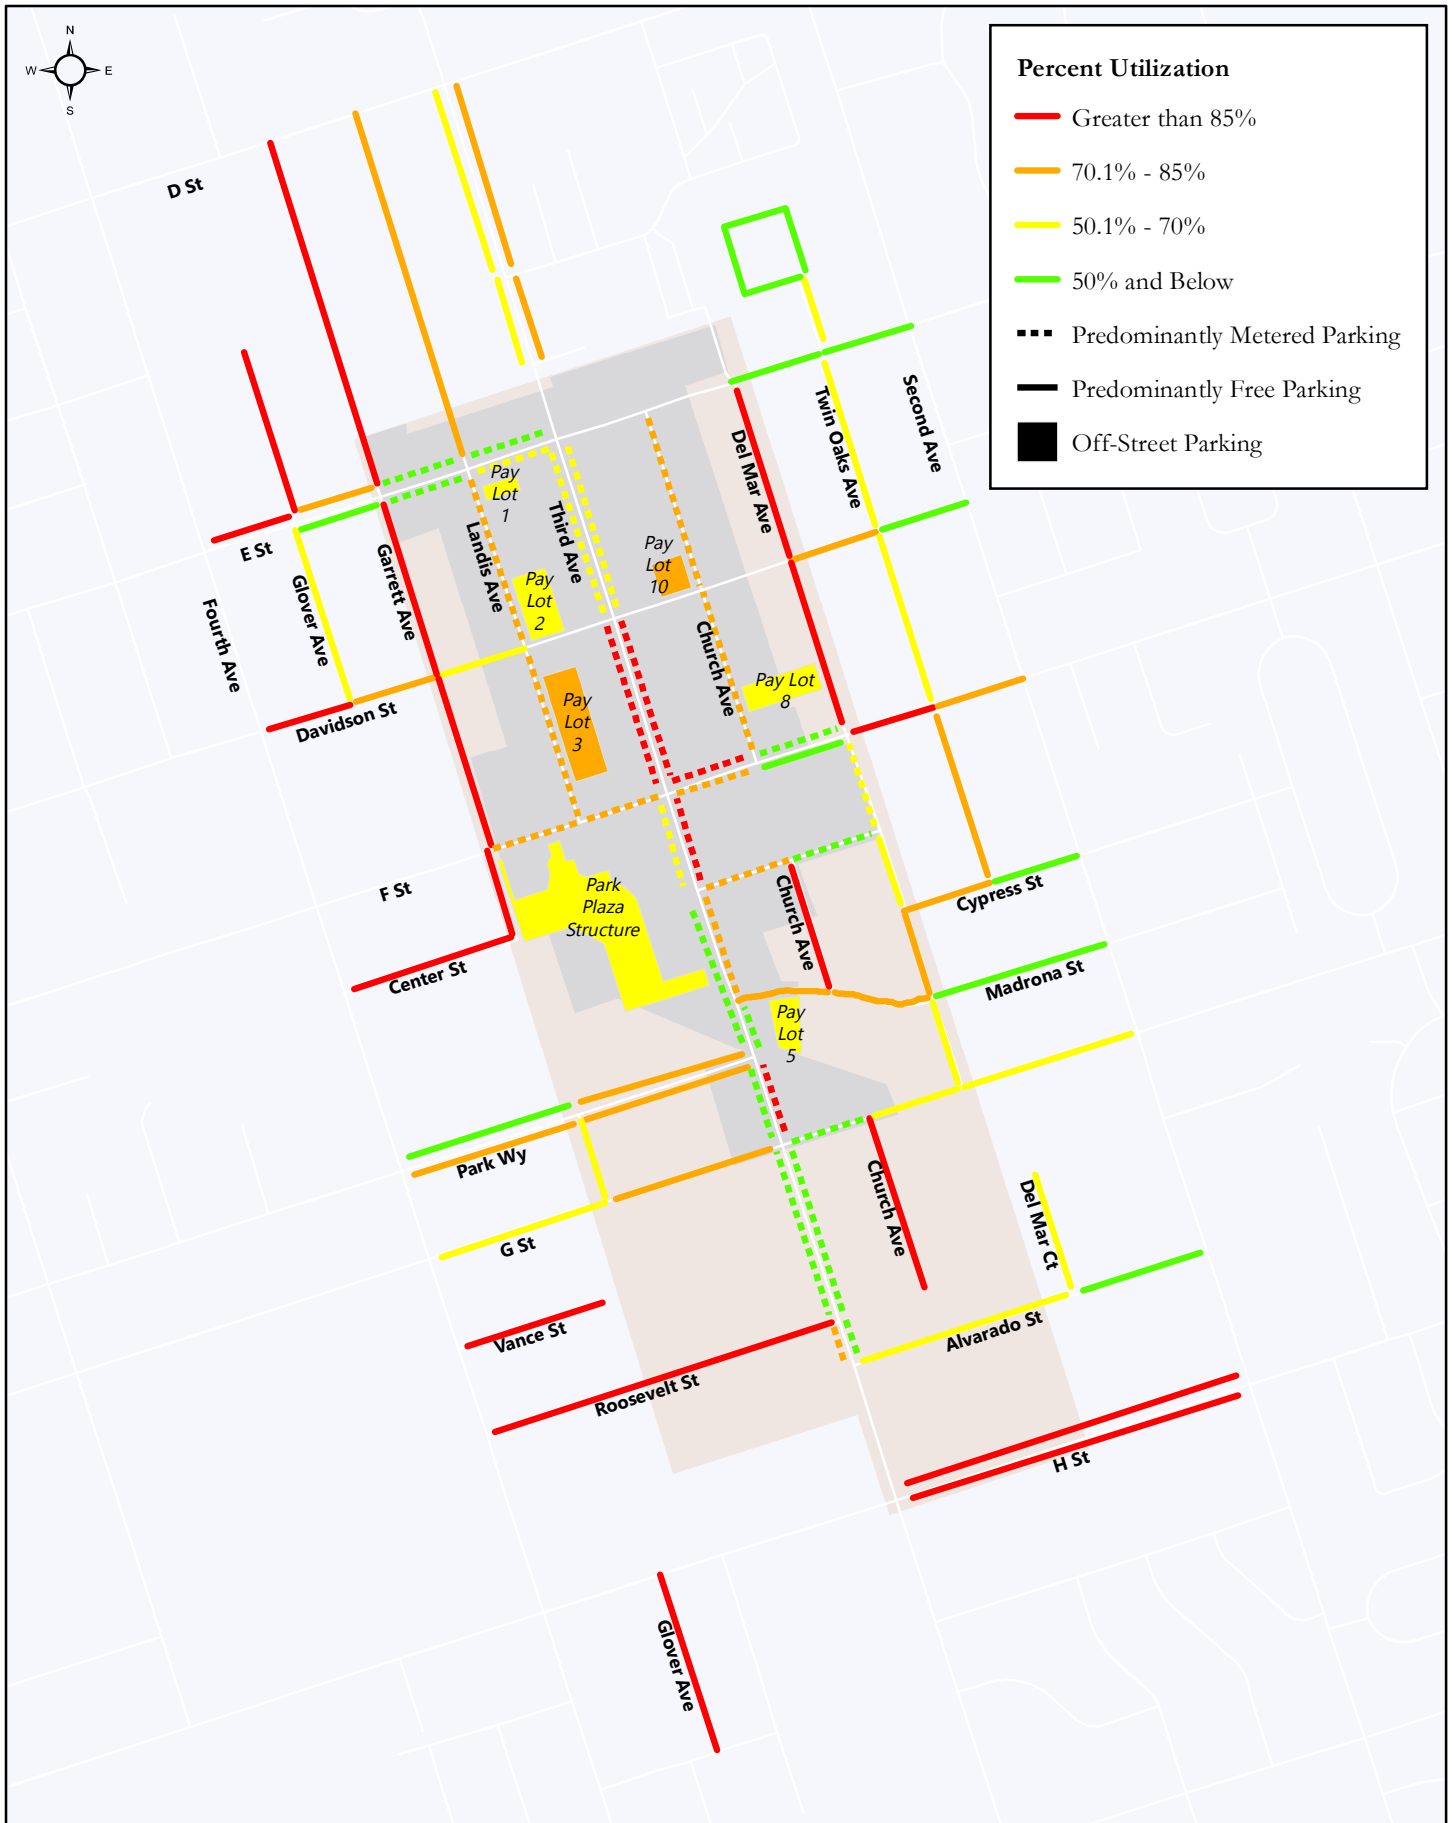 N
W E
S
Percent Utilization
Greater than 85%
70.1% - 85%
50.1% - 70%
50% and Below
Predominantly Metered Parking
Predominantly Free Parking
Off-Street Parking
D St
Second Ave
Twin Oaks Ave
Del Mar Ave
Pay
Lot
1
Third Ave
Landis Ave
E St
Garrett Ave
Glover Ave
Fourth Ave
Pay
Lot
10
Pay
Lot
2
Church Ave
Pay Lot
8
Pay
Lot
3
Davidson St
F St
Park
Plaza
Structure
Church Ave
Cypress St
Center St
Madrona St
Pay
Lot
5
Park Wy
Church Ave
Del Mar Ct
G St
Vance St
Alvarado St
Roosevelt St
H St
Glover Ave